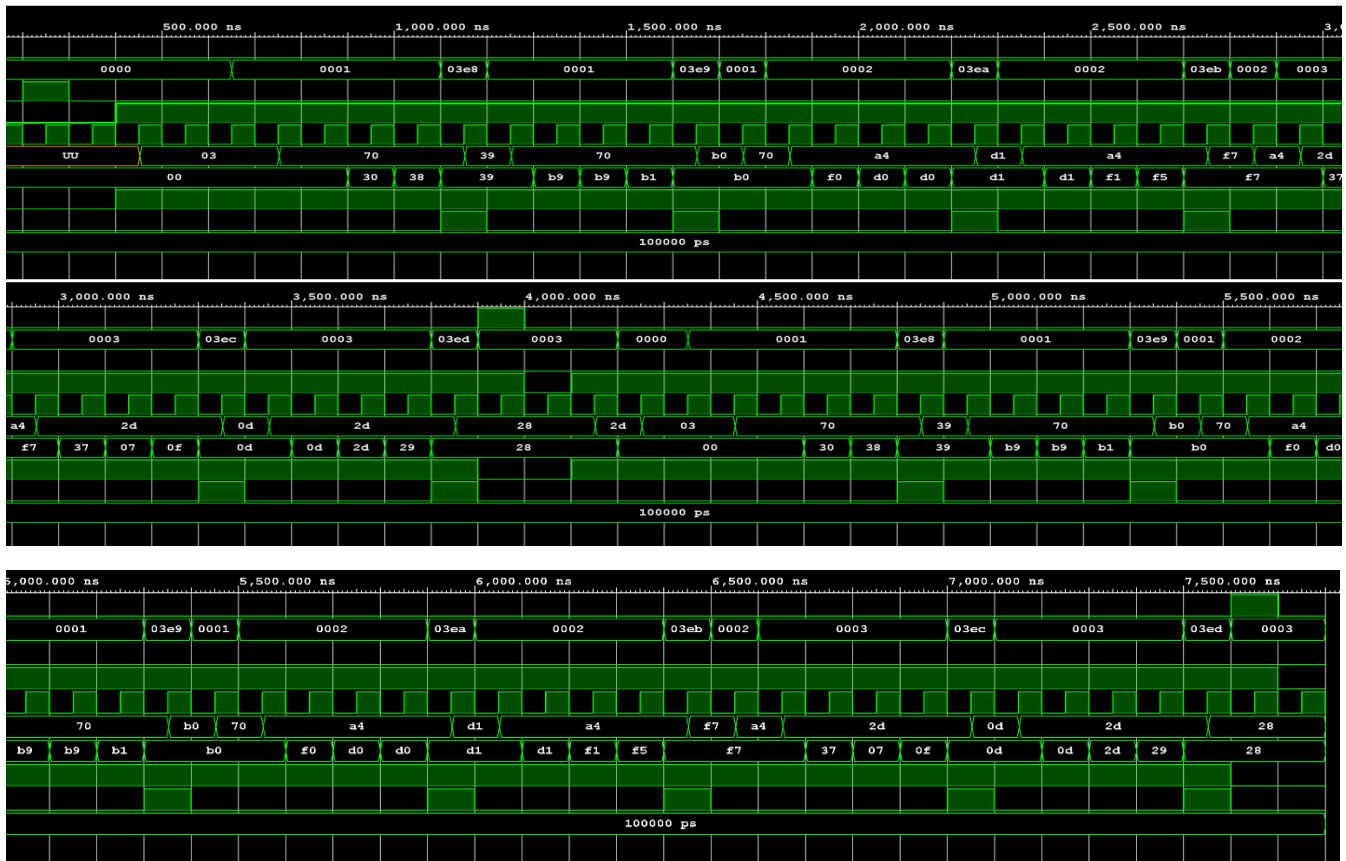 500.000 ns 1,000.000 ns 1,500.000 ns 2,000.000 ns 2,500.000 ns 3,0
0000 0001 03e8 0001 03e9 0001 0002 03ea 0002 03eb 0002 0003
UU 03 70 39 70 b0 70 a4 d1 a4 f7 a4 2d
00 30 38 39 b9 b9 b1 b0 f0 d0 d0 d1 d1 f1 f5 f7 37
100000 ps
3,000.000 ns 3,500.000 ns 4,000.000 ns 4,500.000 ns 5,000.000 ns 5,500.000 ns
0003 03ec 0003 03ed 0003 0000 0001 03e8 0001 03e9 0001 0002
a4 2d 0d 2d 28 2d 03 70 39 70 b0 70 a4
f7 37 07 0f 0d 0d 2d 29 28 00 30 38 39 b9 b9 b1 b0 f0 d0
100000 ps
5,000.000 ns 5,500.000 ns 6,000.000 ns 6,500.000 ns 7,000.000 ns 7,500.000 ns
0001 03e9 0001 0002 03ea 0002 03eb 0002 0003 03ec 0003 03ed 0003
70 b0 70 a4 d1 a4 f7 a4 2d 0d 2d 28
b9 b9 b1 b0 f0 d0 d0 d1 d1 f1 f5 f7 37 07 0f 0d 0d 2d 29 28
100000 ps